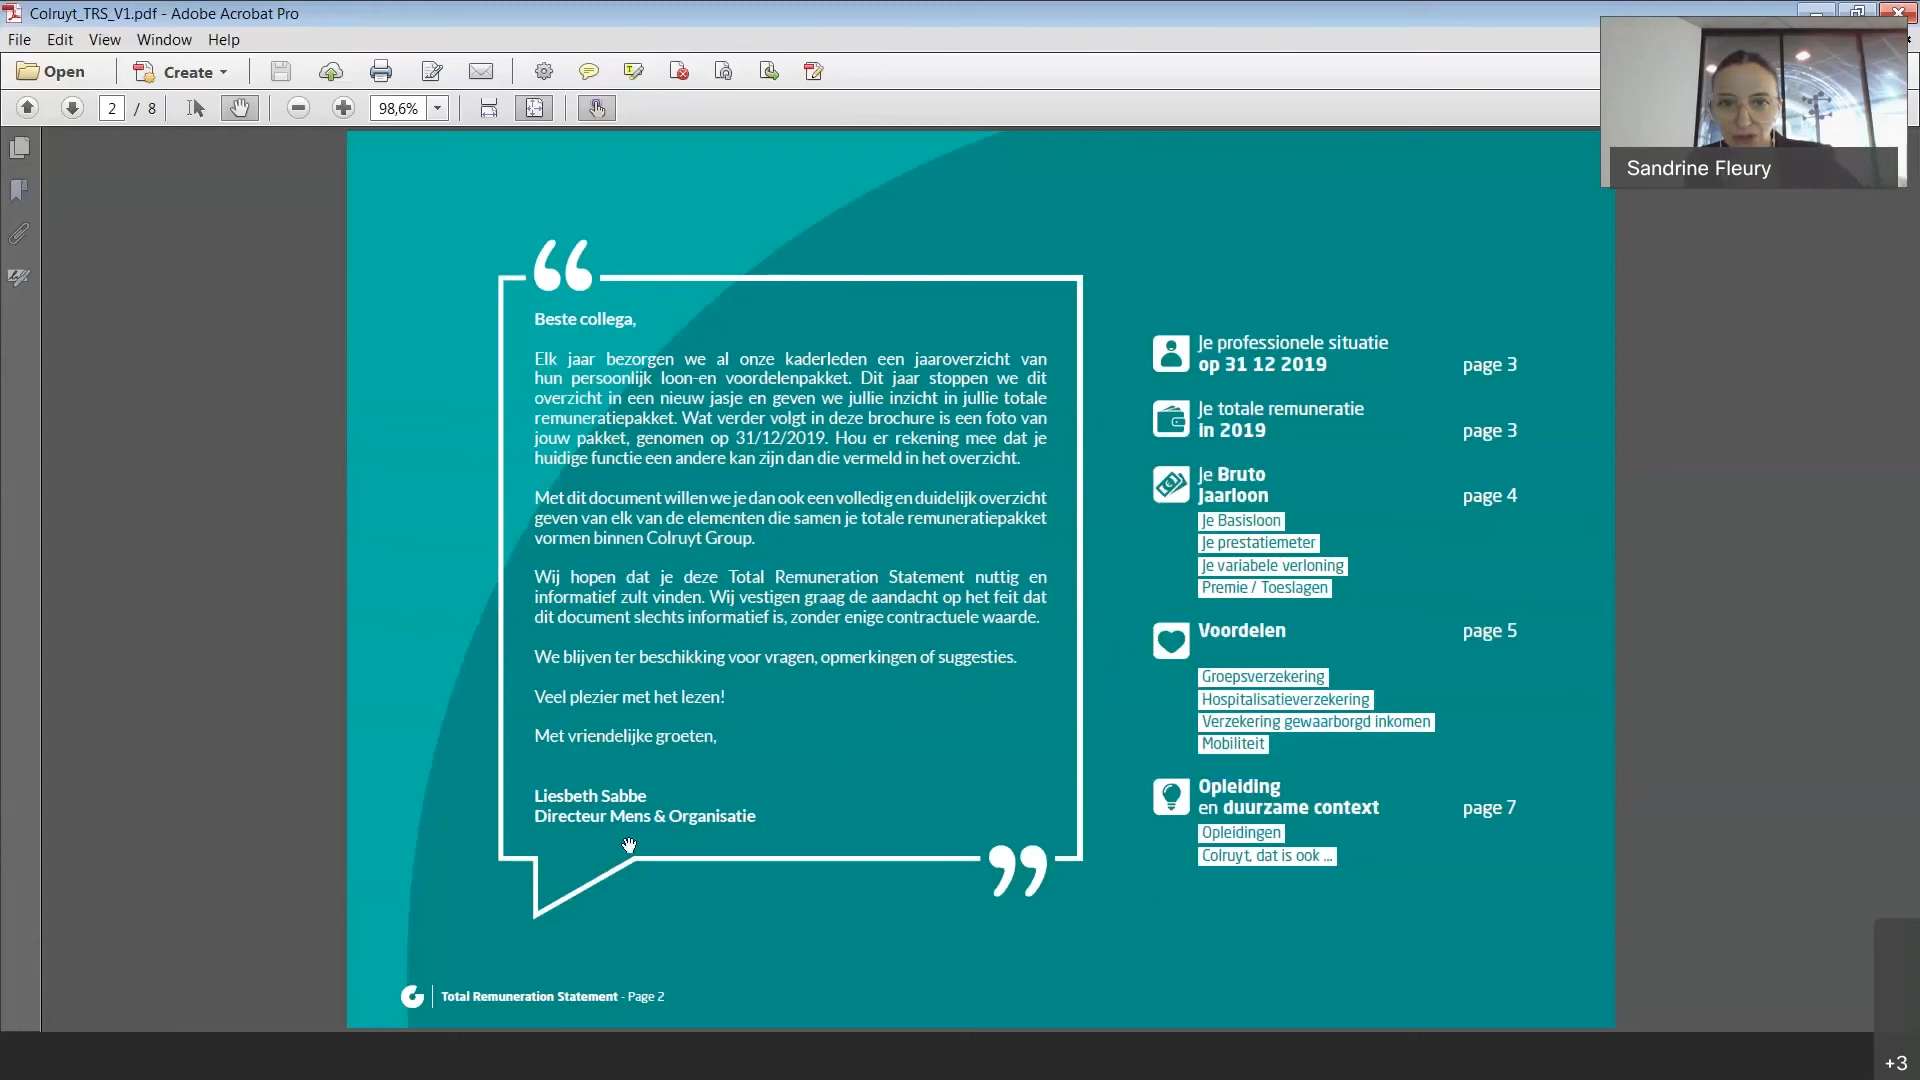 Colruyt_TRS_V1.pdf - Adobe Acrobat Pro
File Edit View Window Help
Open Create
2 / 8 98,6%
Sandrine Fleury
Beste collega,
Elk jaar bezorgen we al onze kaderleden een jaaroverzicht van
hun persoonlijk loon-en voordelenpakket. Dit jaar stoppen we dit
overzicht in een nieuw jasje en geven we jullie inzicht in jullie totale
remuneratiepakket. Wat verder volgt in deze brochure is een foto van
jouw pakket, genomen op 31/12/2019. Hou er rekening mee dat je
huidige functie een andere kan zijn dan die vermeld in het overzicht.
Met dit document willen we je dan ook een volledig en duidelijk overzicht
geven van elk van de elementen die samen je totale remuneratiepakket
vormen binnen Colruyt Group.
Wij hopen dat je deze Total Remuneration Statement nuttig en
informatief zult vinden. Wij vestigen graag de aandacht op het feit dat
dit document slechts informatief is, zonder enige contractuele waarde.
We blijven ter beschikking voor vragen, opmerkingen of suggesties.
Veel plezier met het lezen!
Met vriendelijke groeten,
Liesbeth Sabbe
Directeur Mens & Organisatie
Je professionele situatie
op 31 12 2019 page 3
Je totale remuneratie
in 2019 page 3
Je Bruto
Jaarloon page 4
Je Basisloon
Je prestatiemeter
Je variabele verloning
Premie / Toeslagen
Voordelen page 5
Groepsverzekering
Hospitalisatieverzekering
Verzekering gewaarborgd inkomen
Mobiliteit
Opleiding
en duurzame context page 7
Opleidingen
Colruyt, dat is ook ...
Total Remuneration Statement - Page 2
+3